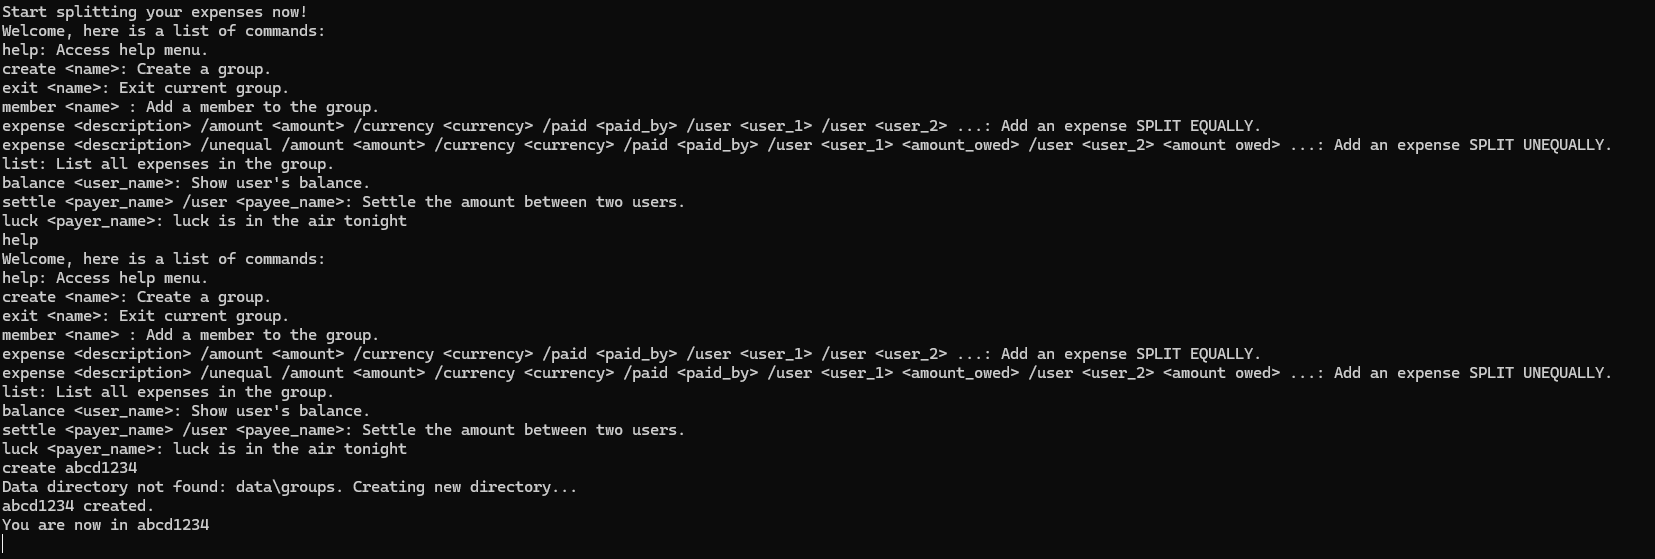 Start splitting your expenses now!
Welcome, here is a list of commands:
help: Access help menu.
create <name>: Create a group.
exit <name>: Exit current group.
member <name> : Add a member to the group.
expense <description> /amount <amount> /currency <currency> /paid <paid_by> /user <user_1> /user <user_2> ...: Add an expense SPLIT EQUALLY.
expense <description> /unequal /amount <amount> /currency <currency> /paid <paid_by> /user <user_1> <amount_owed> /user <user_2> <amount owed> ...: Add an expense SPLIT UNEQUALLY.
list: List all expenses in the group.
balance <user_name>: Show user's balance.
settle <payer_name> /user <payee_name>: Settle the amount between two users.
luck <payer_name>: luck is in the air tonight
help
Welcome, here is a list of commands:
help: Access help menu.
create <name>: Create a group.
exit <name>: Exit current group.
member <name> : Add a member to the group.
expense <description> /amount <amount> /currency <currency> /paid <paid_by> /user <user_1> /user <user_2> ...: Add an expense SPLIT EQUALLY.
expense <description> /unequal /amount <amount> /currency <currency> /paid <paid_by> /user <user_1> <amount_owed> /user <user_2> <amount owed> ...: Add an expense SPLIT UNEQUALLY.
list: List all expenses in the group.
balance <user_name>: Show user's balance.
settle <payer_name> /user <payee_name>: Settle the amount between two users.
luck <payer_name>: luck is in the air tonight
create abcd1234
Data directory not found: data\groups. Creating new directory...
abcd1234 created.
You are now in abcd1234